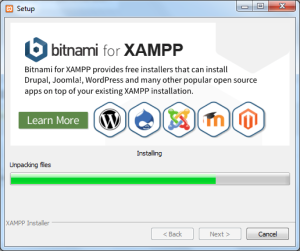 Setup
bitnami for XAMPP
Bitnami for XAMPP provides free installers that can install
Drupal, Joomla!, WordPress and many other popular open source
apps on top of your existing XAMPP installation.
Learn More
Installing
Unpacking files
XAMPP Installer
< Back
Next >
Cancel